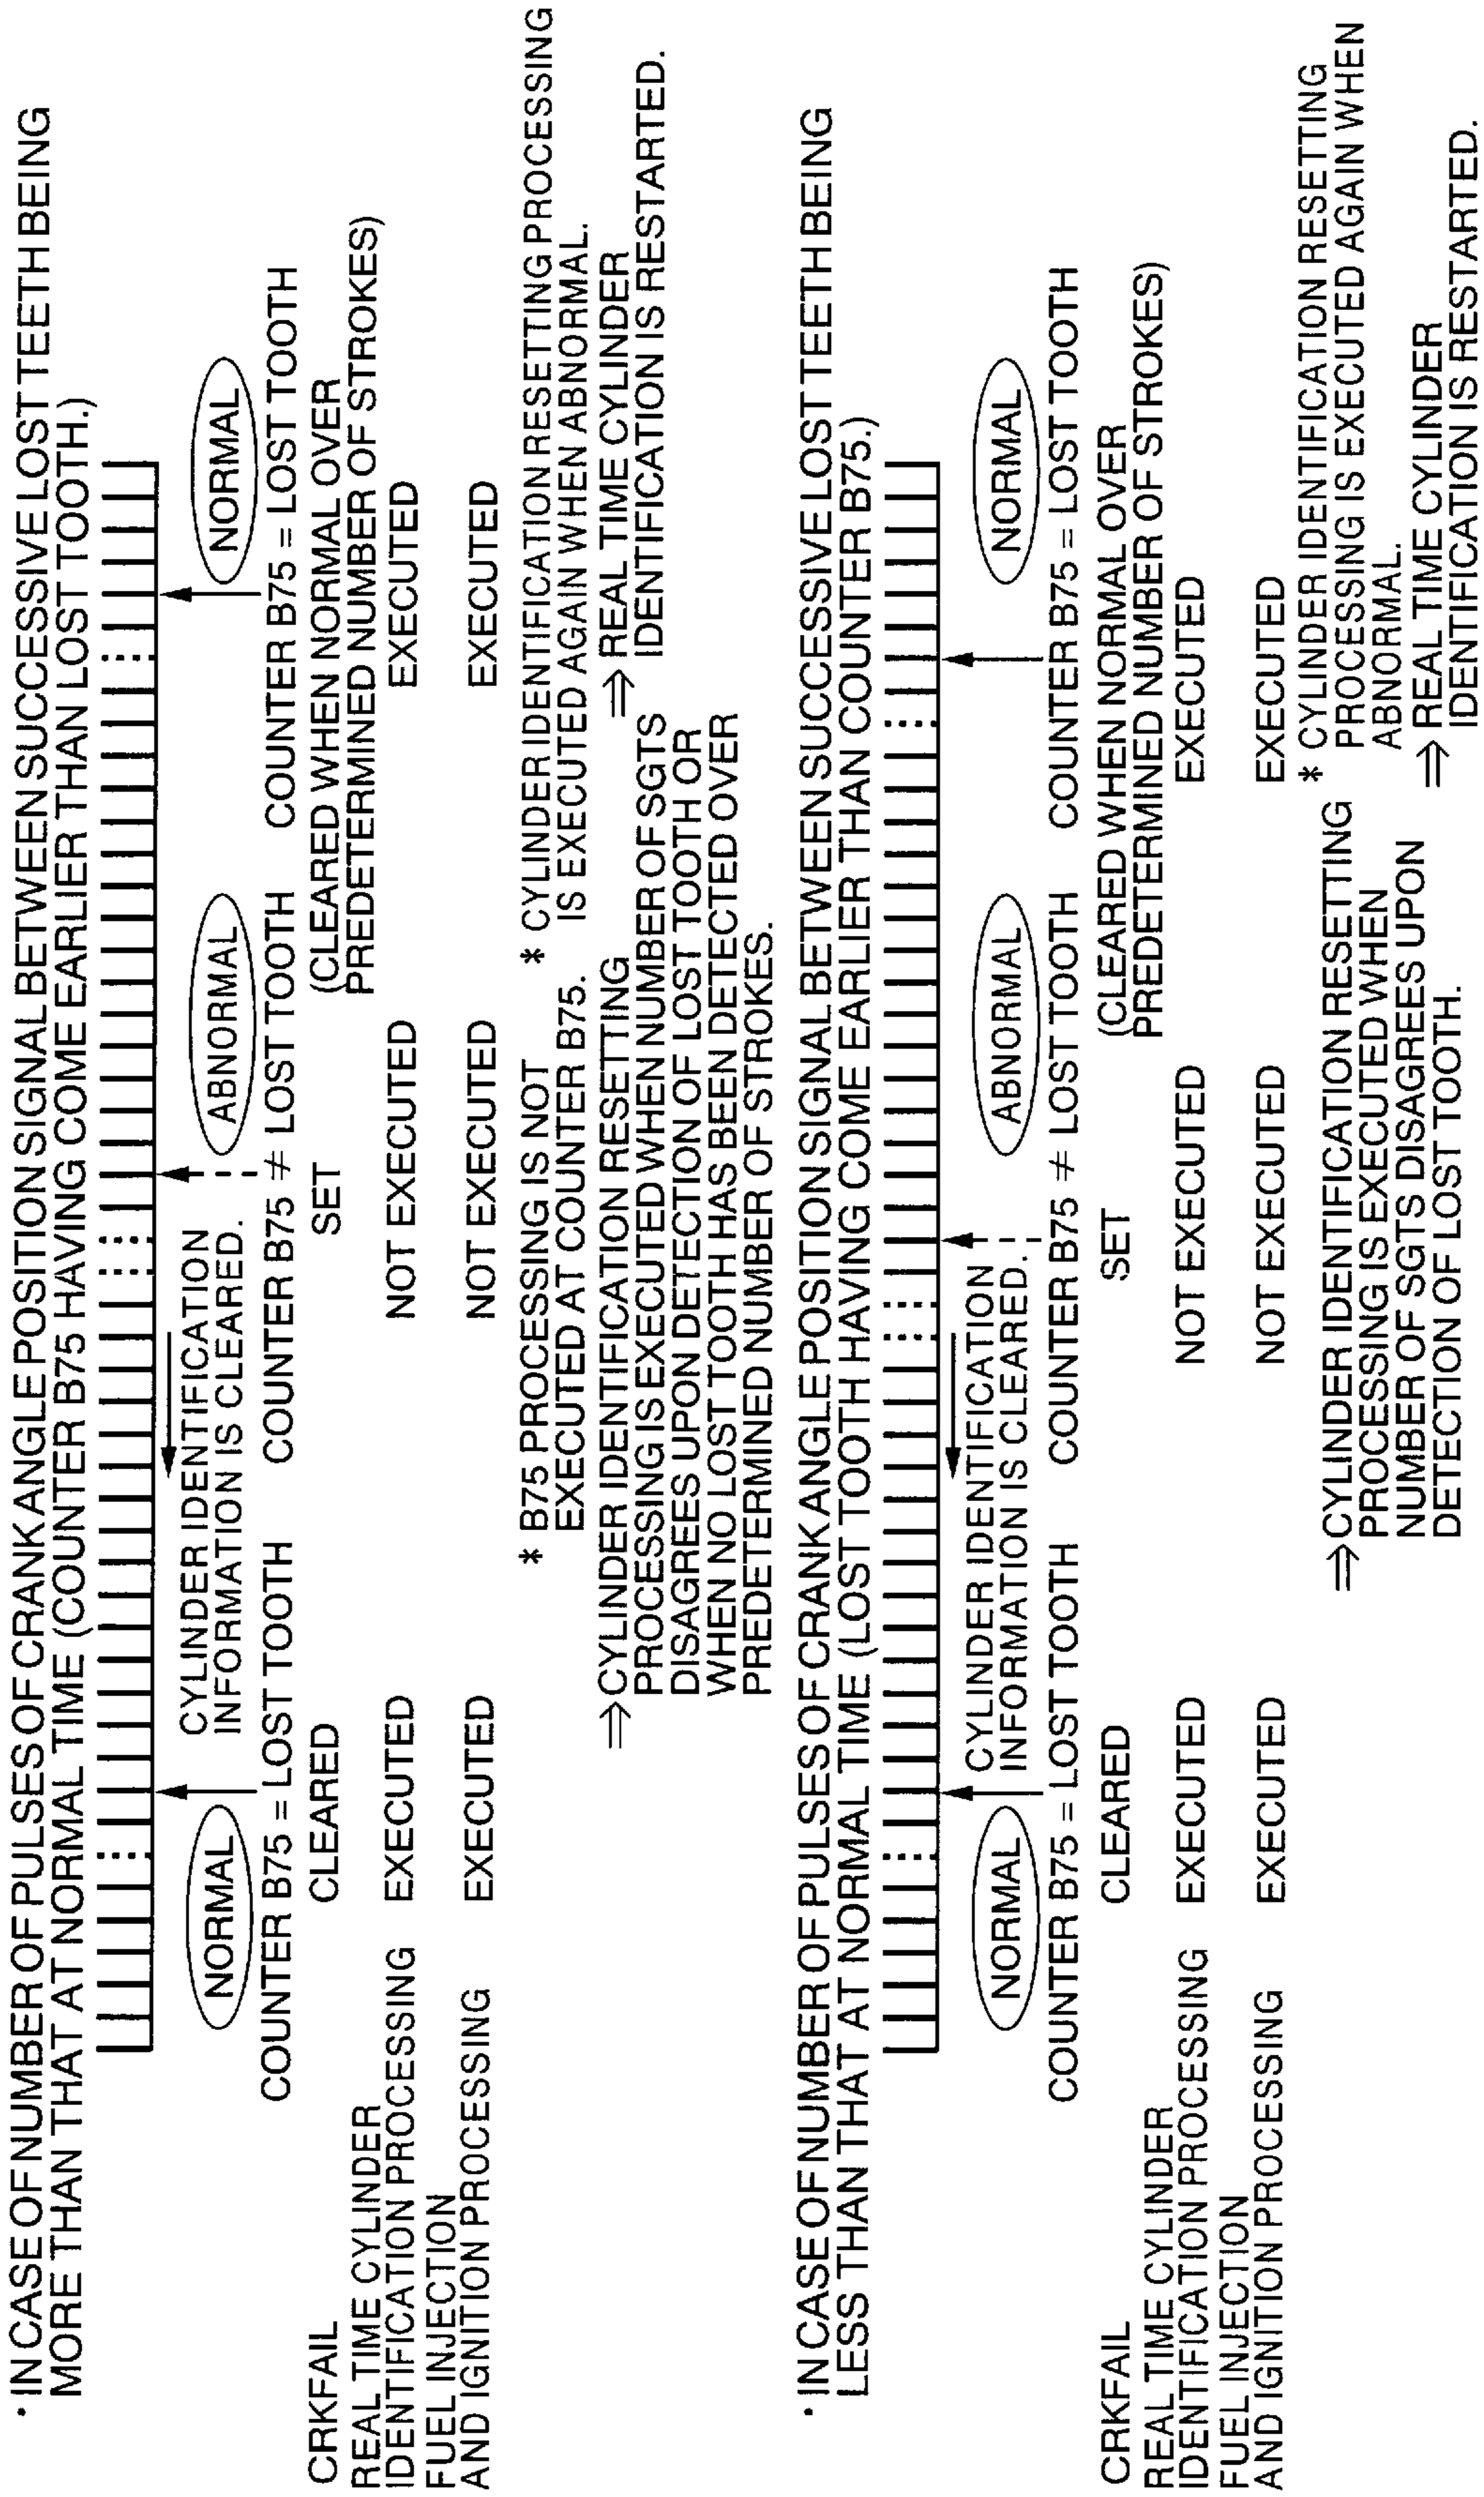 · IN CASE OF NUMBER OF PULSES OF CRANK ANGLE POSITION SIGNAL BETWEEN SUCCESSIVE LOST TEETH BEING
MORE THAN THAT AT NORMAL TIME (COUNTER B75 HAVING COME EARLIER THAN LOST TOOTH.)
CYLINDER IDENTIFICATION
INFORMATION IS CLEARED.
NORMAL
ABNORMAL
NORMAL
COUNTER B75 = LOST TOOTH
COUNTER B75 ≠ LOST TOOTH
COUNTER B75 = LOST TOOTH
CRKFAIL
CLEARED
SET
(CLEARED WHEN NORMAL OVER
PREDETERMINED NUMBER OF STROKES)
REAL TIME CYLINDER
IDENTIFICATION PROCESSING
EXECUTED
NOT EXECUTED
EXECUTED
FUEL INJECTION
AND IGNITION PROCESSING
EXECUTED
NOT EXECUTED
EXECUTED
* B75 PROCESSING IS NOT
EXECUTED AT COUNTER B75.
⇒ CYLINDER IDENTIFICATION RESETTING
PROCESSING IS EXECUTED WHEN NUMBER OF SGTS
DISAGREES UPON DETECTION OF LOST TOOTH OR
WHEN NO LOST TOOTH HAS BEEN DETECTED OVER
PREDETERMINED NUMBER OF STROKES.
* CYLINDER IDENTIFICATION RESETTING PROCESSING
IS EXECUTED AGAIN WHEN ABNORMAL.
⇒ REAL TIME CYLINDER
IDENTIFICATION IS RESTARTED.
· IN CASE OF NUMBER OF PULSES OF CRANK ANGLE POSITION SIGNAL BETWEEN SUCCESSIVE LOST TEETH BEING
LESS THAN THAT AT NORMAL TIME (LOST TOOTH HAVING COME EARLIER THAN COUNTER B75.)
CYLINDER IDENTIFICATION
INFORMATION IS CLEARED.
NORMAL
ABNORMAL
NORMAL
COUNTER B75 = LOST TOOTH
COUNTER B75 ≠ LOST TOOTH
COUNTER B75 = LOST TOOTH
CRKFAIL
CLEARED
SET
(CLEARED WHEN NORMAL OVER
PREDETERMINED NUMBER OF STROKES)
REAL TIME CYLINDER
IDENTIFICATION PROCESSING
EXECUTED
NOT EXECUTED
EXECUTED
FUEL INJECTION
AND IGNITION PROCESSING
EXECUTED
NOT EXECUTED
EXECUTED
⇒ CYLINDER IDENTIFICATION RESETTING
PROCESSING IS EXECUTED WHEN
NUMBER OF SGTS DISAGREES UPON
DETECTION OF LOST TOOTH.
* CYLINDER IDENTIFICATION RESETTING
PROCESSING IS EXECUTED AGAIN WHEN
ABNORMAL.
⇒ REAL TIME CYLINDER
IDENTIFICATION IS RESTARTED.